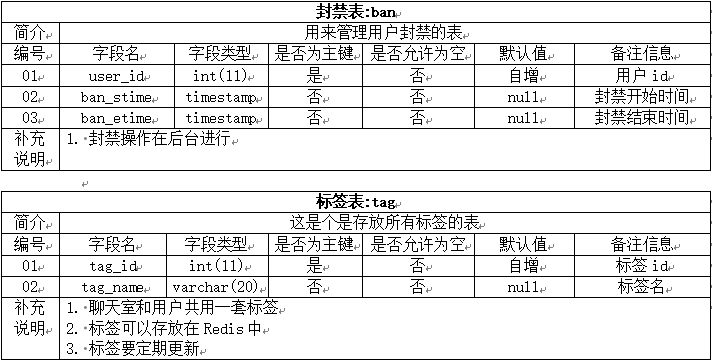 封禁表:ban
简介 用来管理用户封禁的表
编号 字段名 字段类型 是否为主键 是否允许为空 默认值 备注信息
01 user_id int(11) 是 否 自增 用户 id
02 ban_stime timestamp 否 否 null 封禁开始时间
03 ban_etime timestamp 否 否 null 封禁结束时间
补充说明 1. 封禁操作在后台进行
标签表:tag
简介 这是个是存放所有标签的表
编号 字段名 字段类型 是否为主键 是否允许为空 默认值 备注信息
01 tag_id int(11) 是 否 自增 标签 id
02 tag_name varchar(20) 否 否 null 标签名
补充 1. 聊天室和用户共用一套标签
说明 2. 标签可以存放在 Redis 中
3. 标签要定期更新